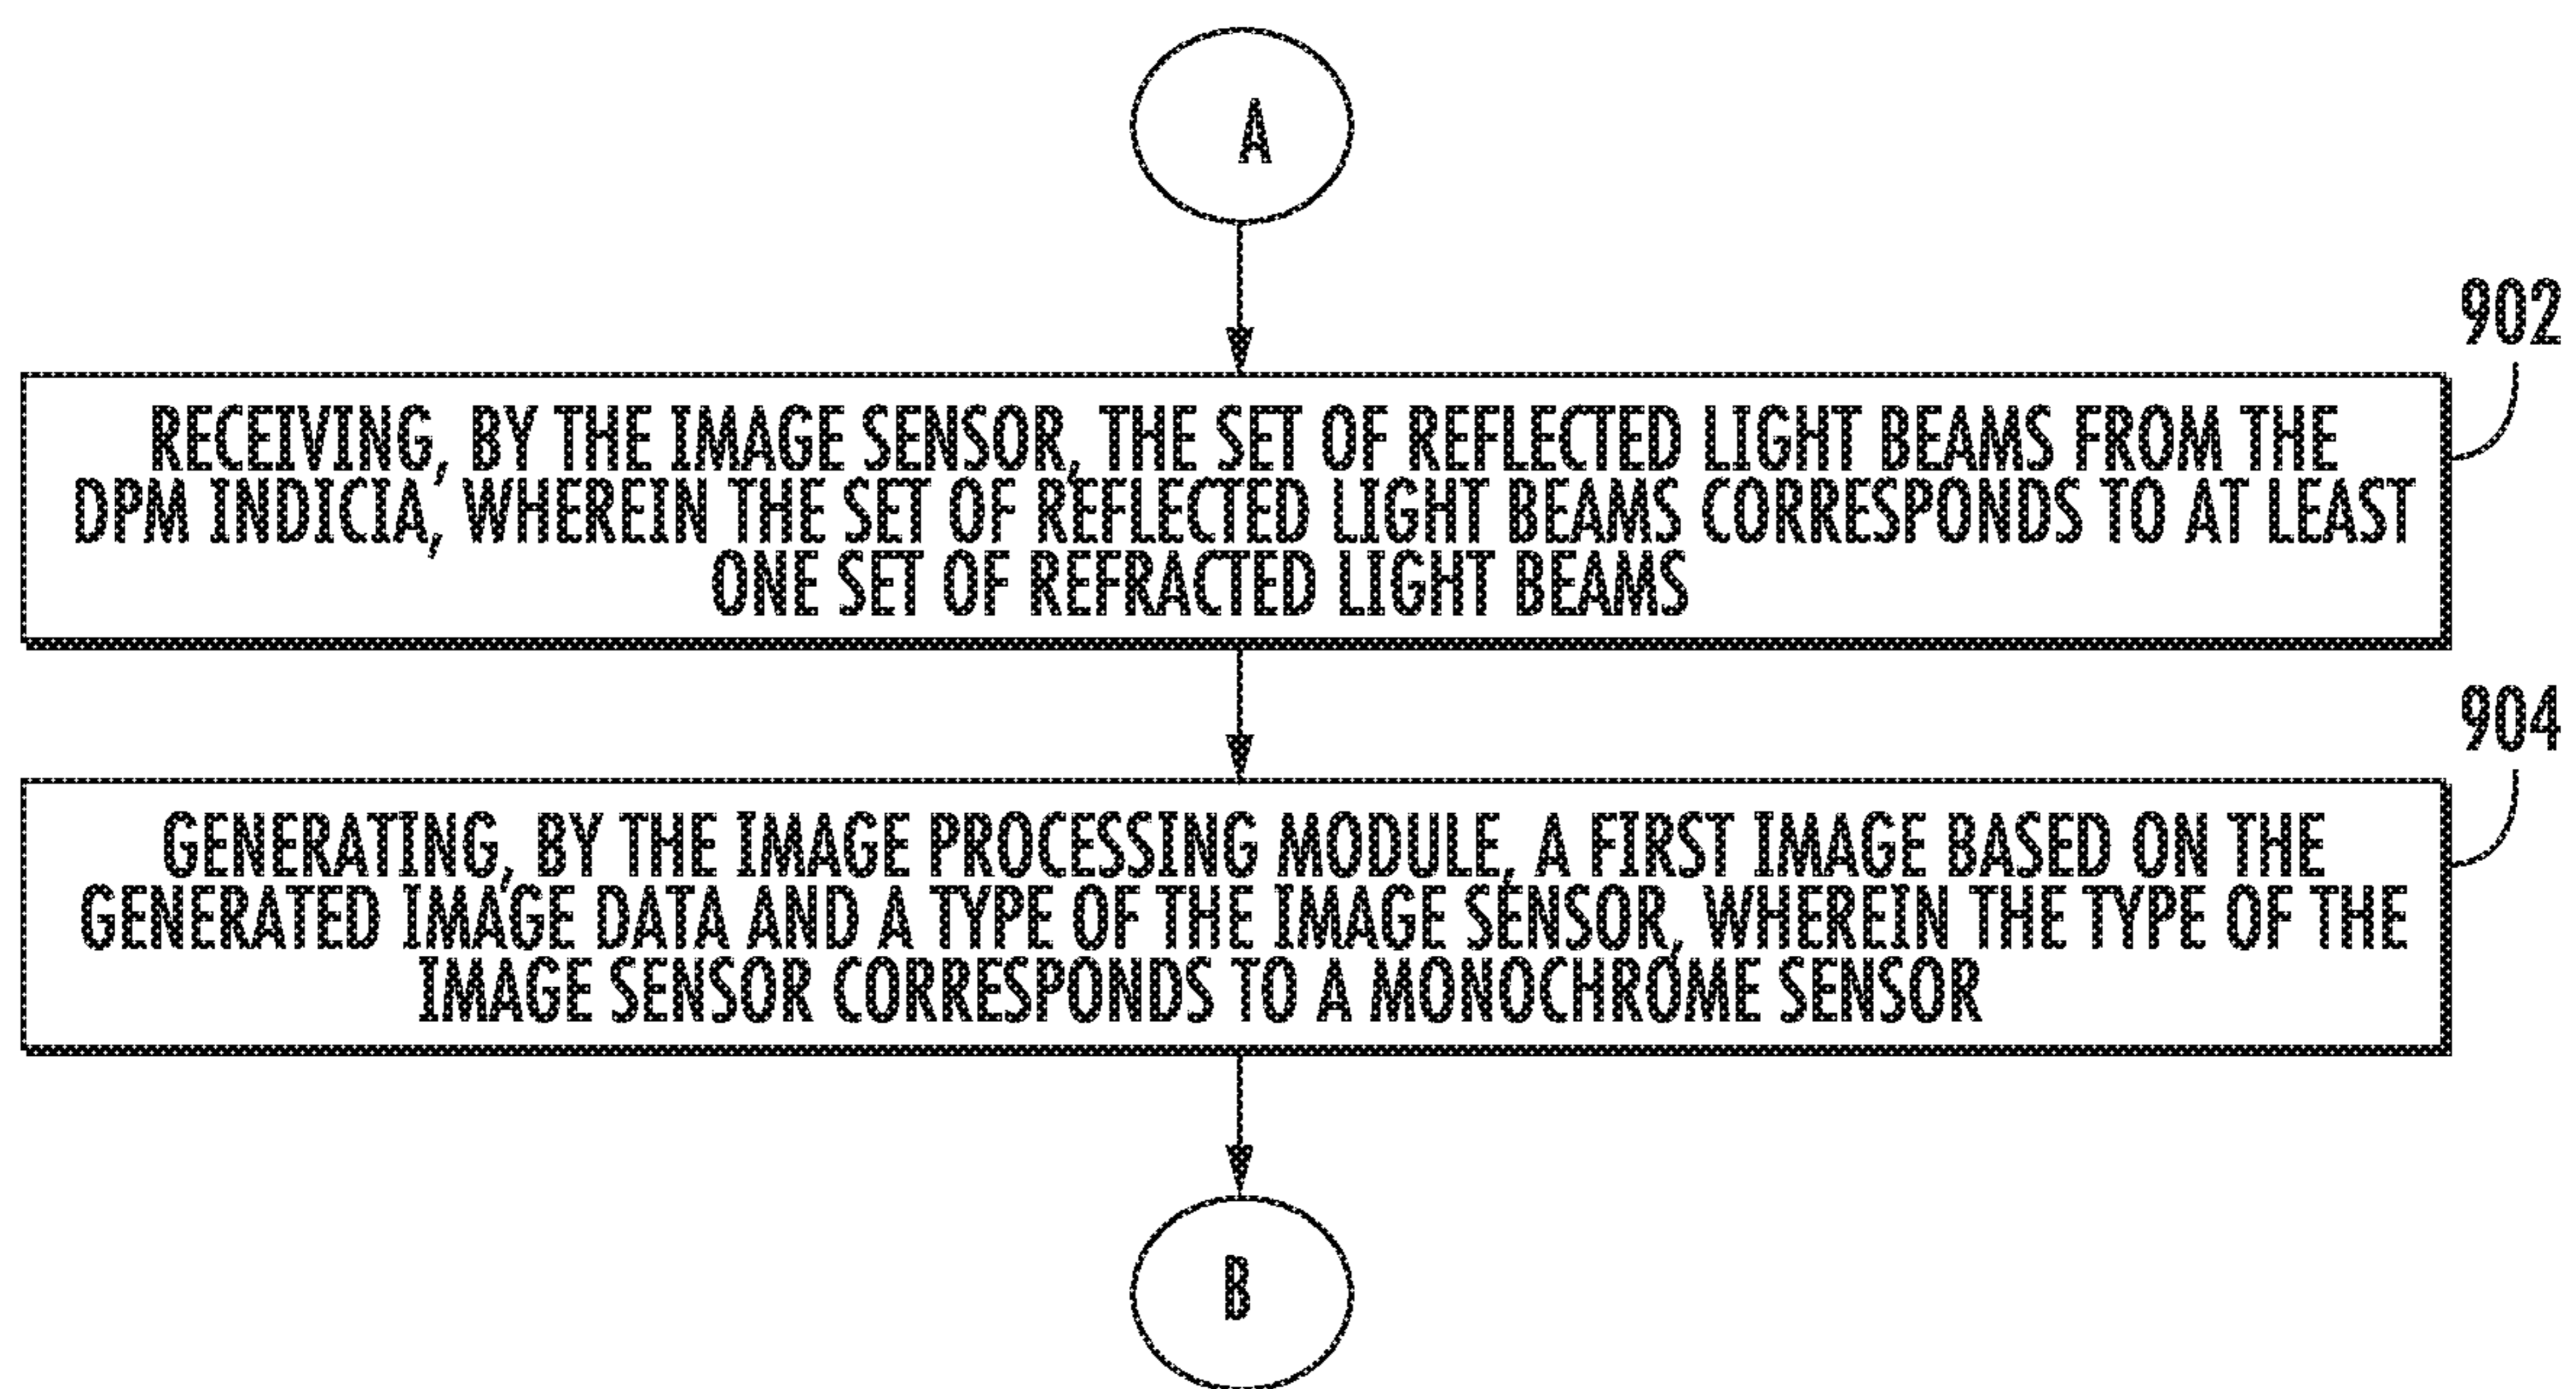 A
902
RECEIVING, BY THE IMAGE SENSOR, THE SET OF REFLECTED LIGHT BEAMS FROM THE
DPM INDICIA, WHEREIN THE SET OF REFLECTED LIGHT BEAMS CORRESPONDS TO AT LEAST
ONE SET OF REFRACTED LIGHT BEAMS
904
GENERATING, BY THE IMAGE PROCESSING MODULE, A FIRST IMAGE BASED ON THE
GENERATED IMAGE DATA AND A TYPE OF THE IMAGE SENSOR, WHEREIN THE TYPE OF THE
IMAGE SENSOR CORRESPONDS TO A MONOCHROME SENSOR
B